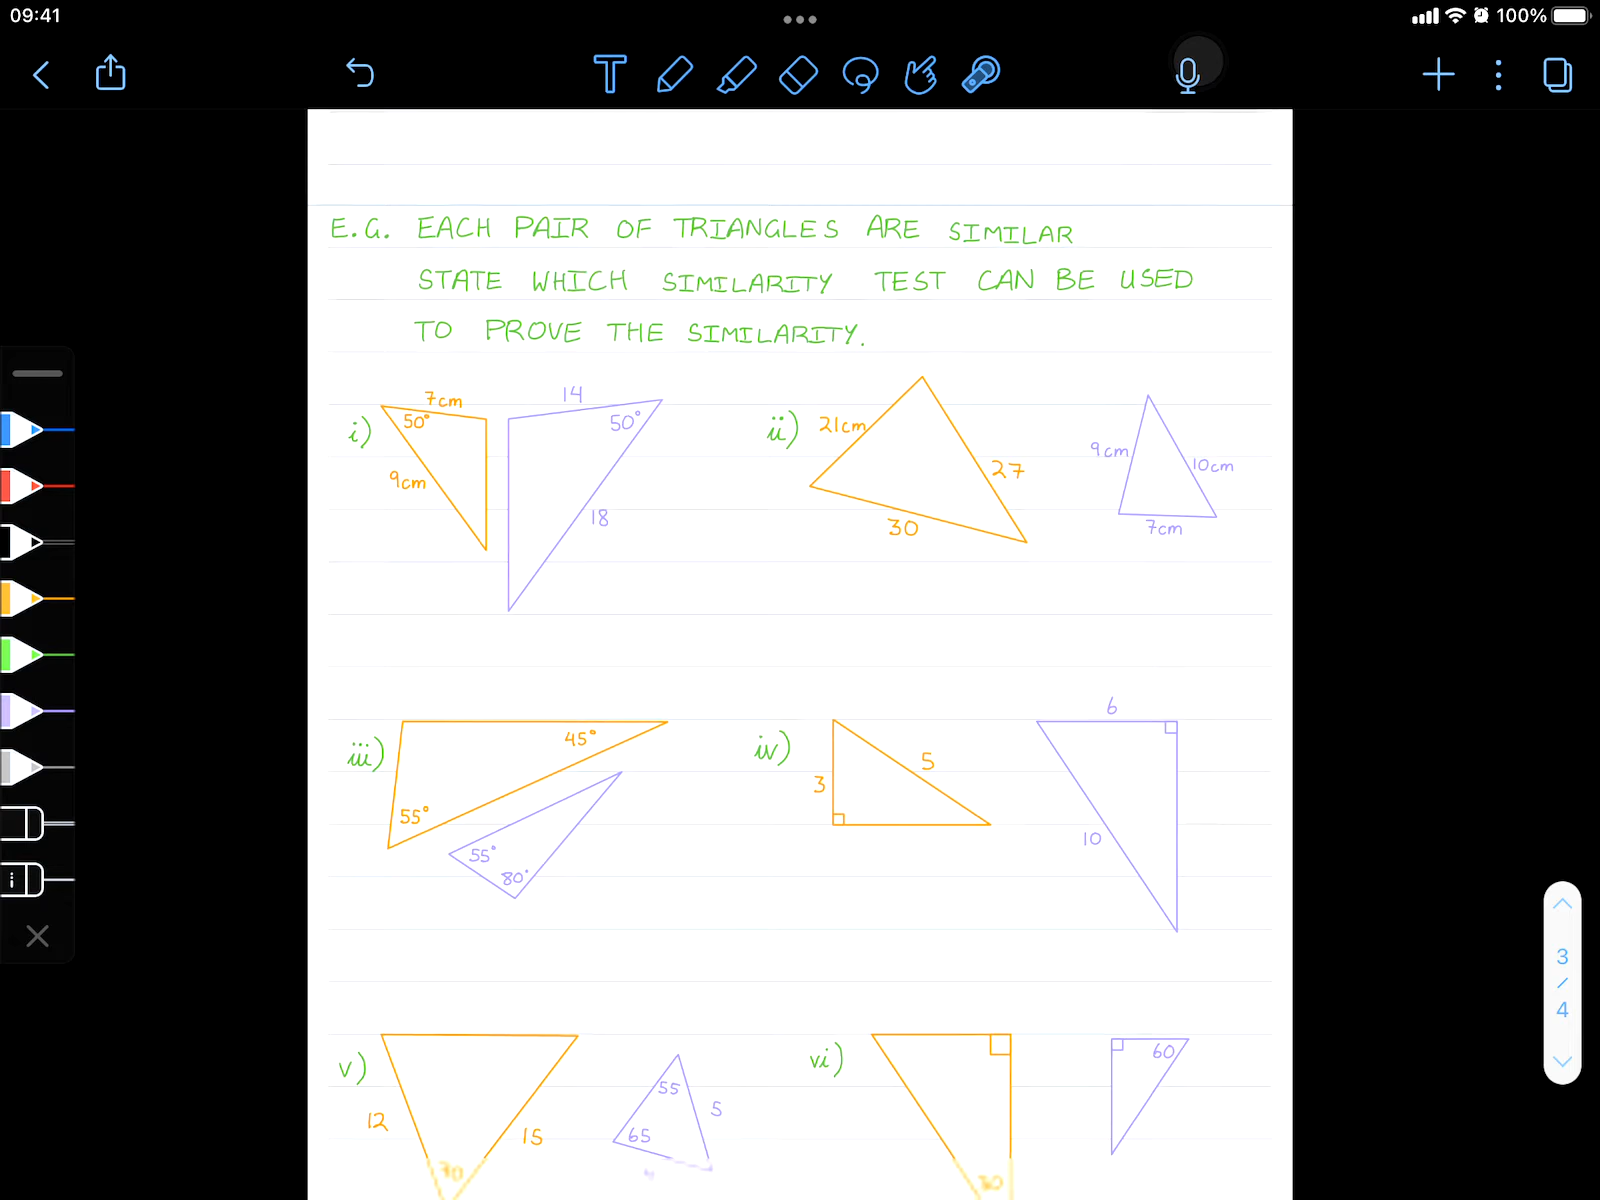 09:41
100%
E.G. EACH PAIR OF TRIANGLES ARE SIMILAR
STATE WHICH SIMILARITY TEST CAN BE USED
TO PROVE THE SIMILARITY.
i)
7cm
50°
9cm
14
50°
18
ii)
21cm
27
30
9cm
10cm
7cm
iii)
45°
55°
55°
80°
iv)
3
5
6
10
v)
12
15
70
55
65
5
vi)
30
60
3
/
4